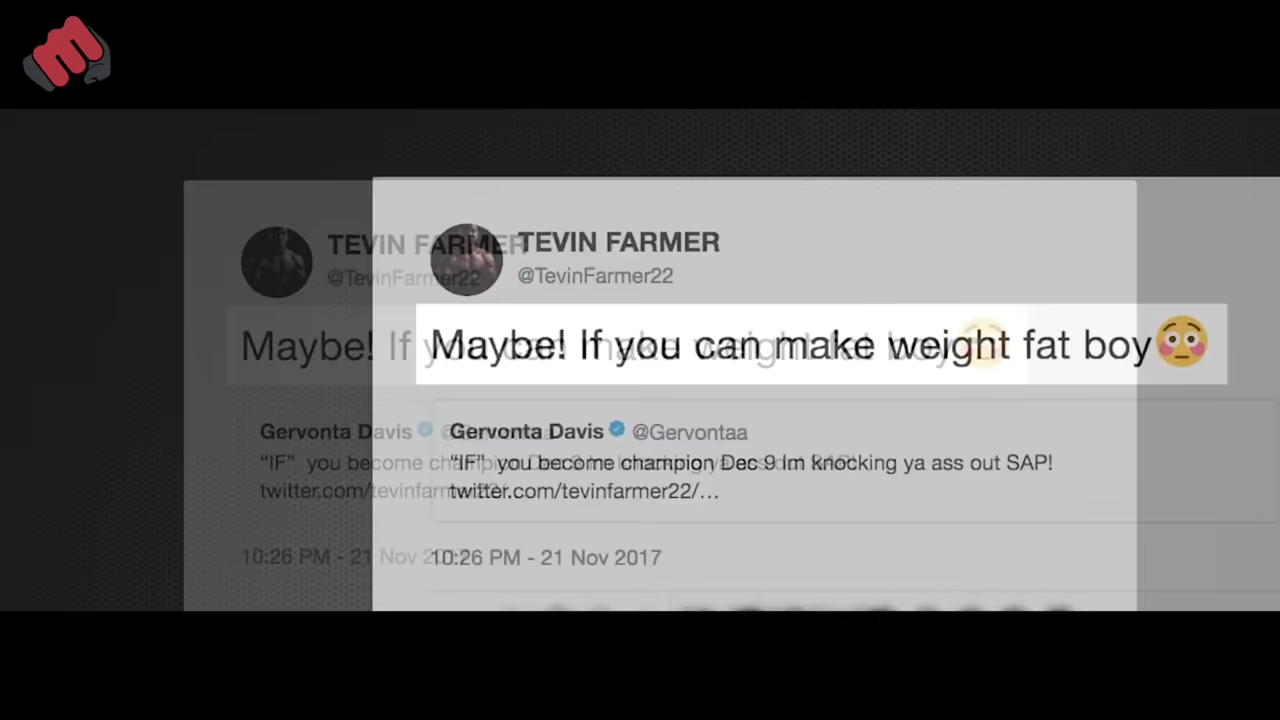 TEVIN FARMER
@TevinFarmer22
Maybe! If you can make weight fat boy😳
Gervonta Davis @Gervontaa
“IF” you become champion Dec 9 Im knocking ya ass out SAP!
twitter.com/tevinfarmer22/…
10:26 PM - 21 Nov 2017